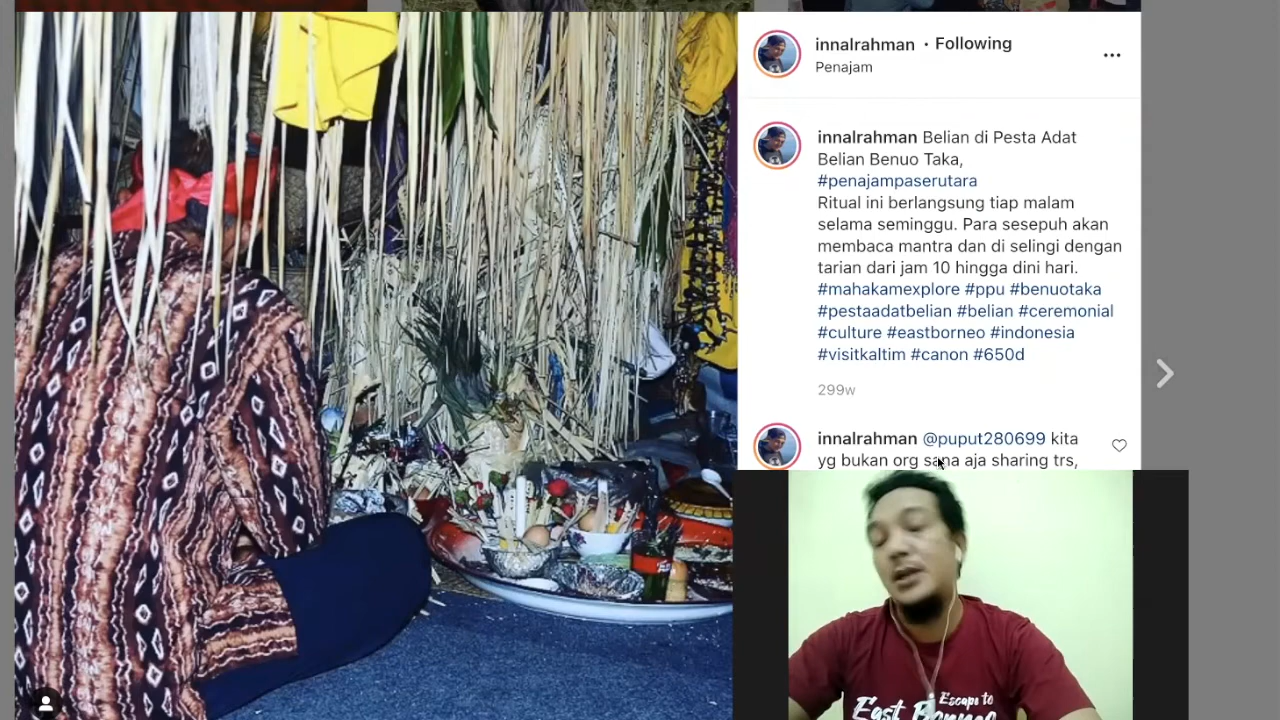 innalrahman • Following
Penajam
innalrahman Belian di Pesta Adat
Belian Benuo Taka,
#penajampaserutara
Ritual ini berlangsung tiap malam
selama seminggu. Para sesepuh akan
membaca mantra dan di selingi dengan
tarian dari jam 10 hingga dini hari.
#mahakamexplore #ppu #benuotaka
#pestaadatbelian #belian #ceremonial
#culture #eastborneo #indonesia
#visitkaltim #canon #650d
299w
innalrahman @puput280699 kita
yg bukan org sana aja sharing trs,
Escape to
East Borneo